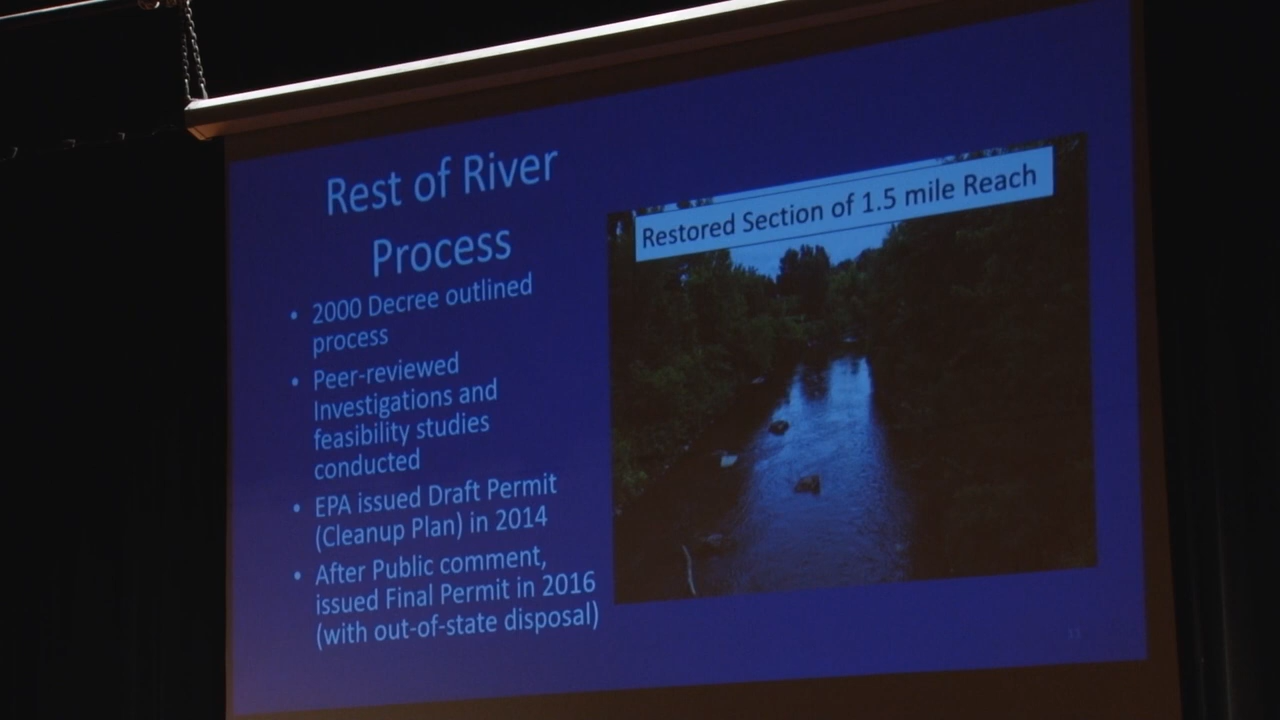 Rest of River
Process
• 2000 Decree outlined
process
• Peer-reviewed
Investigations and
feasibility studies
conducted
• EPA issued Draft Permit
(Cleanup Plan) in 2014
• After Public comment,
issued Final Permit in 2016
(with out-of-state disposal)
Restored Section of 1.5 mile Reach